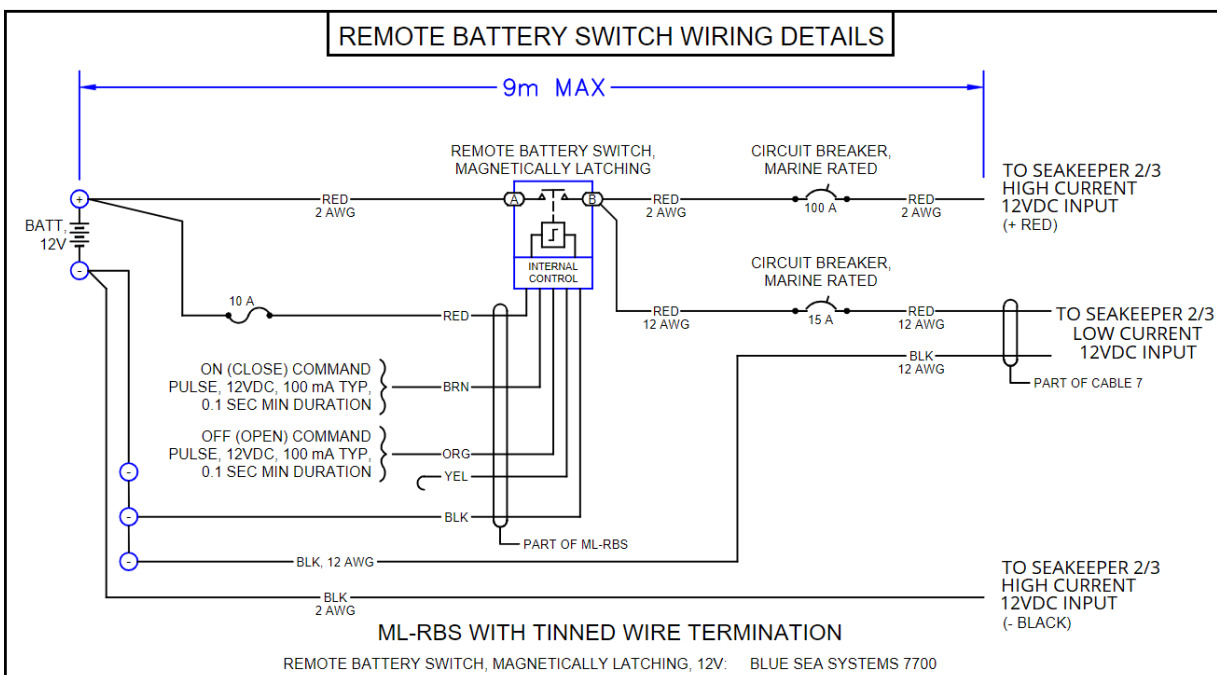 REMOTE BATTERY SWITCH WIRING DETAILS
9m MAX
REMOTE BATTERY SWITCH,
MAGNETICALLY LATCHING
CIRCUIT BREAKER,
MARINE RATED
TO SEAKEEPER 2/3
HIGH CURRENT
12VDC INPUT
(+ RED)
+
RED
2 AWG
A
B
RED
2 AWG
100 A
RED
2 AWG
BATT,
12V
-
INTERNAL
CONTROL
CIRCUIT BREAKER,
MARINE RATED
10 A
RED
RED
12 AWG
15 A
RED
12 AWG
TO SEAKEEPER 2/3
LOW CURRENT
12VDC INPUT
BLK
12 AWG
PART OF CABLE 7
ON (CLOSE) COMMAND
PULSE, 12VDC, 100 mA TYP,
0.1 SEC MIN DURATION
BRN
OFF (OPEN) COMMAND
PULSE, 12VDC, 100 mA TYP,
0.1 SEC MIN DURATION
ORG
-
YEL
-
BLK
PART OF ML-RBS
-
BLK, 12 AWG
BLK
2 AWG
TO SEAKEEPER 2/3
HIGH CURRENT
12VDC INPUT
(- BLACK)
ML-RBS WITH TINNED WIRE TERMINATION
REMOTE BATTERY SWITCH, MAGNETICALLY LATCHING, 12V: BLUE SEA SYSTEMS 7700